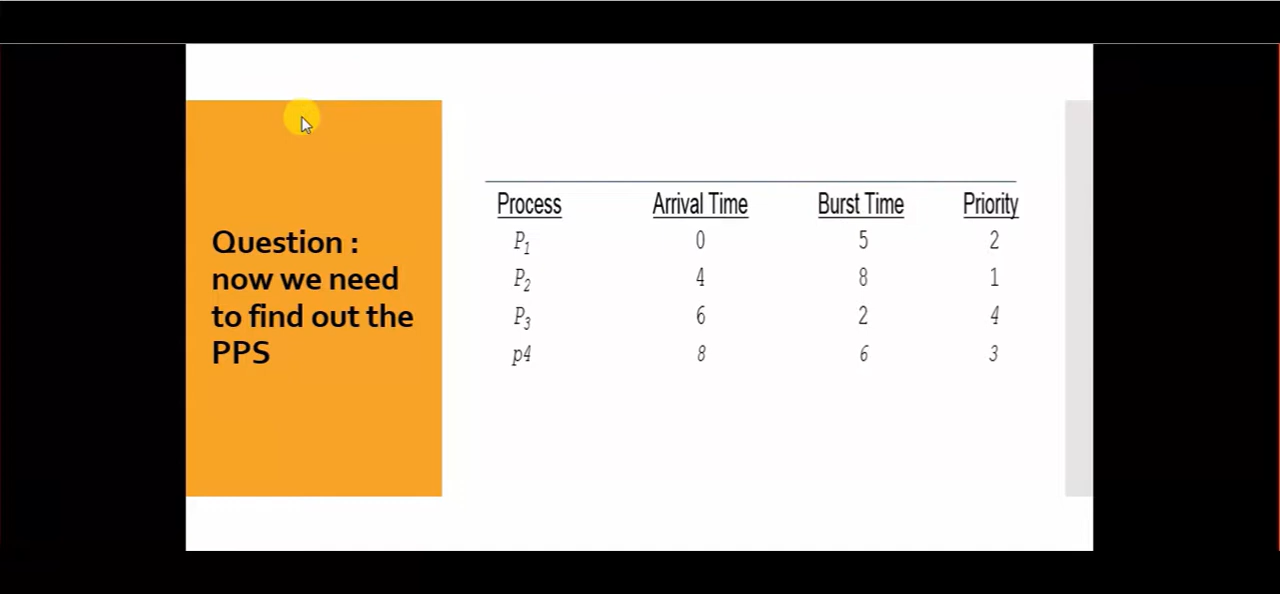 Question :
now we need
to find out the
PPS
Process Arrival Time Burst Time Priority
P1 0 5 2
P2 4 8 1
P3 6 2 4
p4 8 6 3